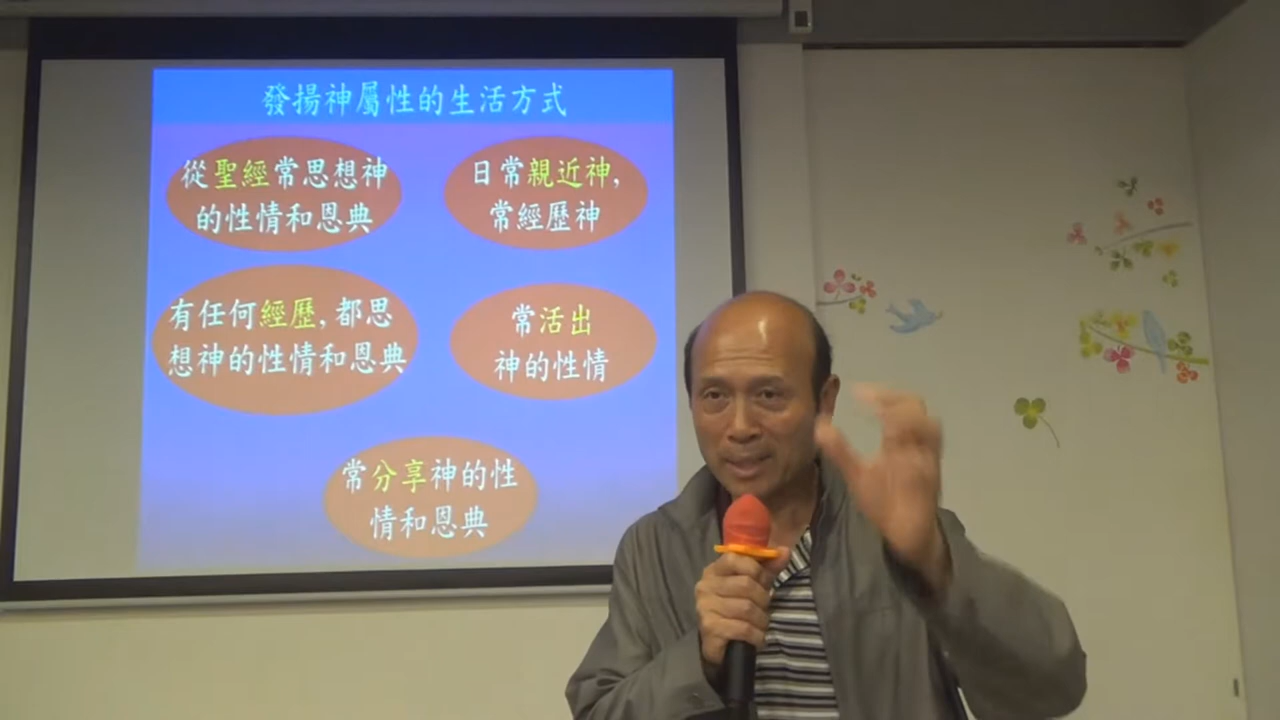 發揚神屬性的生活方式
從聖經常思想神
的性情和恩典
日常親近神,
常經歷神
有任何經歷, 都思
想神的性情和恩典
常活出
神的性情
常分享神的性
情和恩典